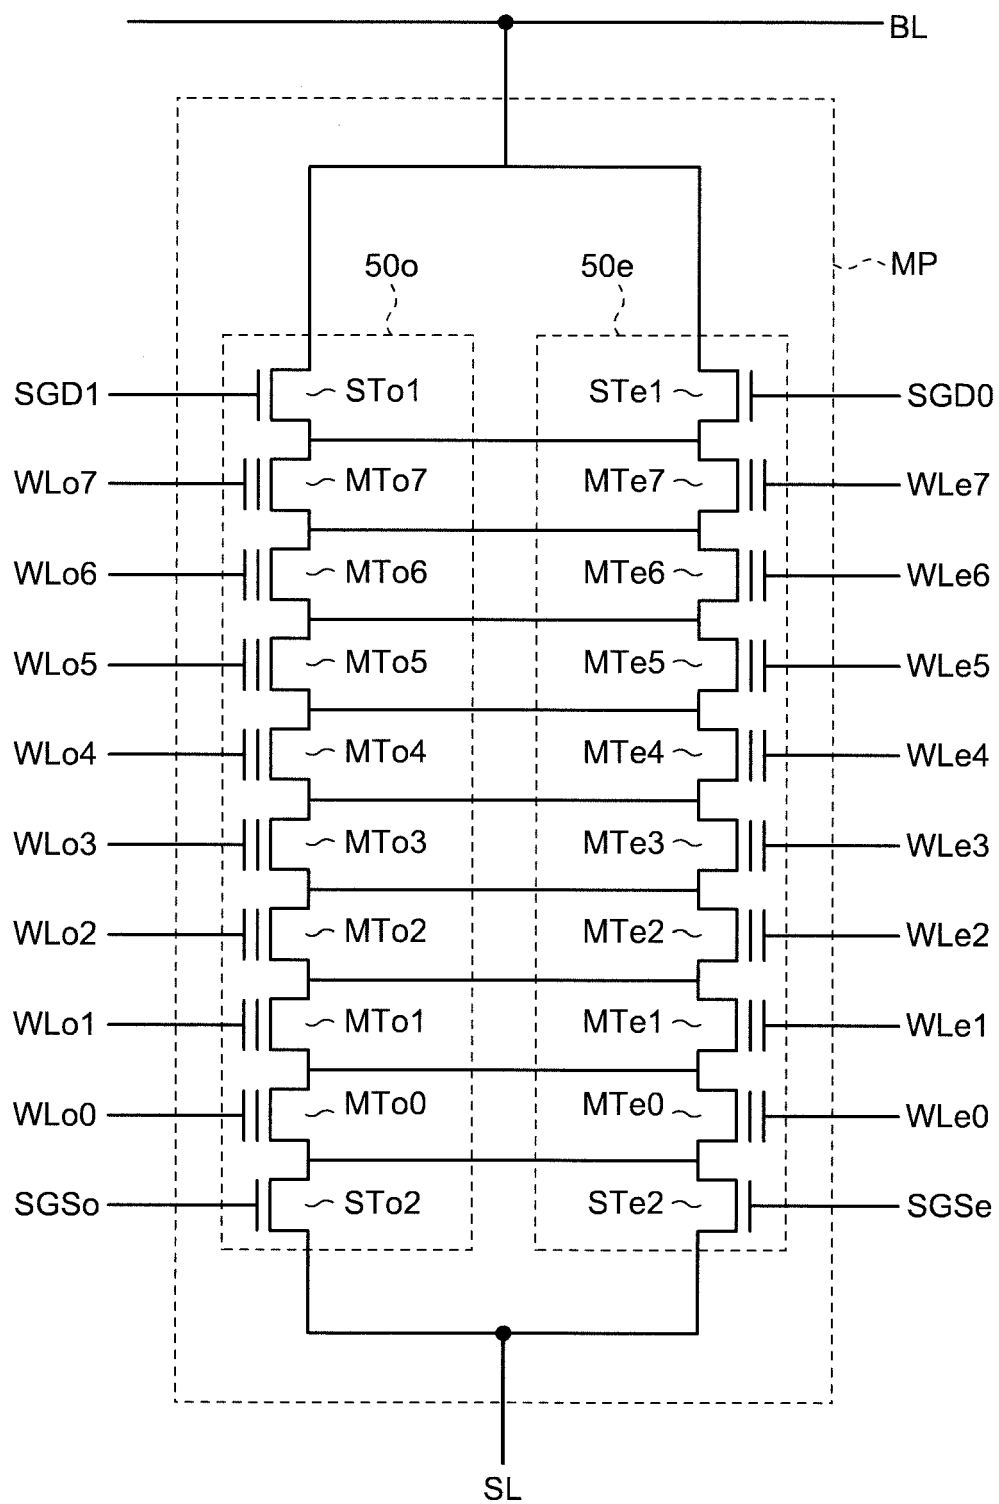 BL
MP
50o 50e
SGD1 STo1 STe1 SGD0
WLo7 MTo7 MTe7 WLe7
WLo6 MTo6 MTe6 WLe6
WLo5 MTo5 MTe5 WLe5
WLo4 MTo4 MTe4 WLe4
WLo3 MTo3 MTe3 WLe3
WLo2 MTo2 MTe2 WLe2
WLo1 MTo1 MTe1 WLe1
WLo0 MTo0 MTe0 WLe0
SGSo STo2 STe2 SGSe
SL